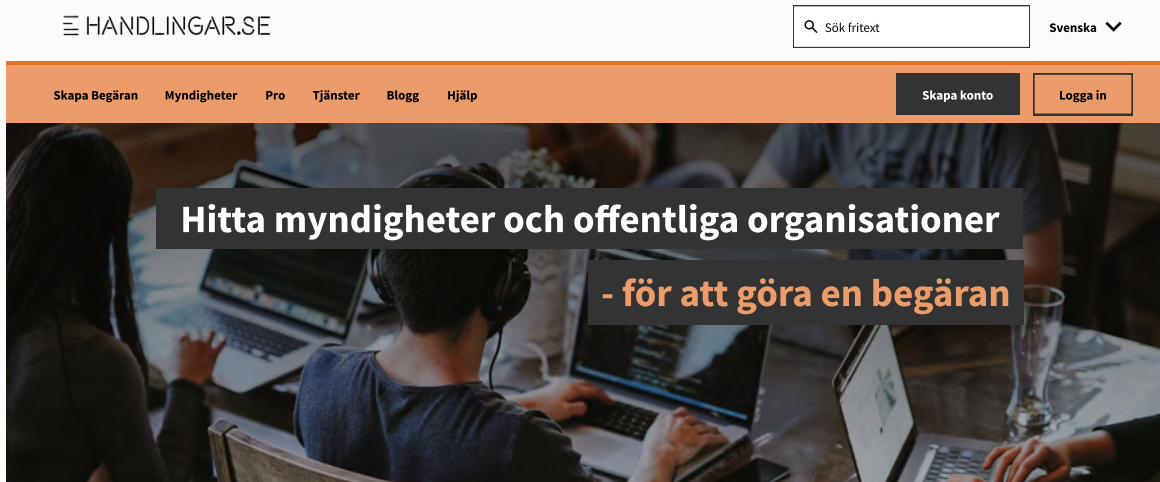 HANDLINGAR.SE
Sök fritext
Svenska
Skapa Begäran Myndigheter Pro Tjänster Blogg Hjälp
Skapa konto
Logga in
GEAR
Hitta myndigheter och offentliga organisationer
- för att göra en begäran